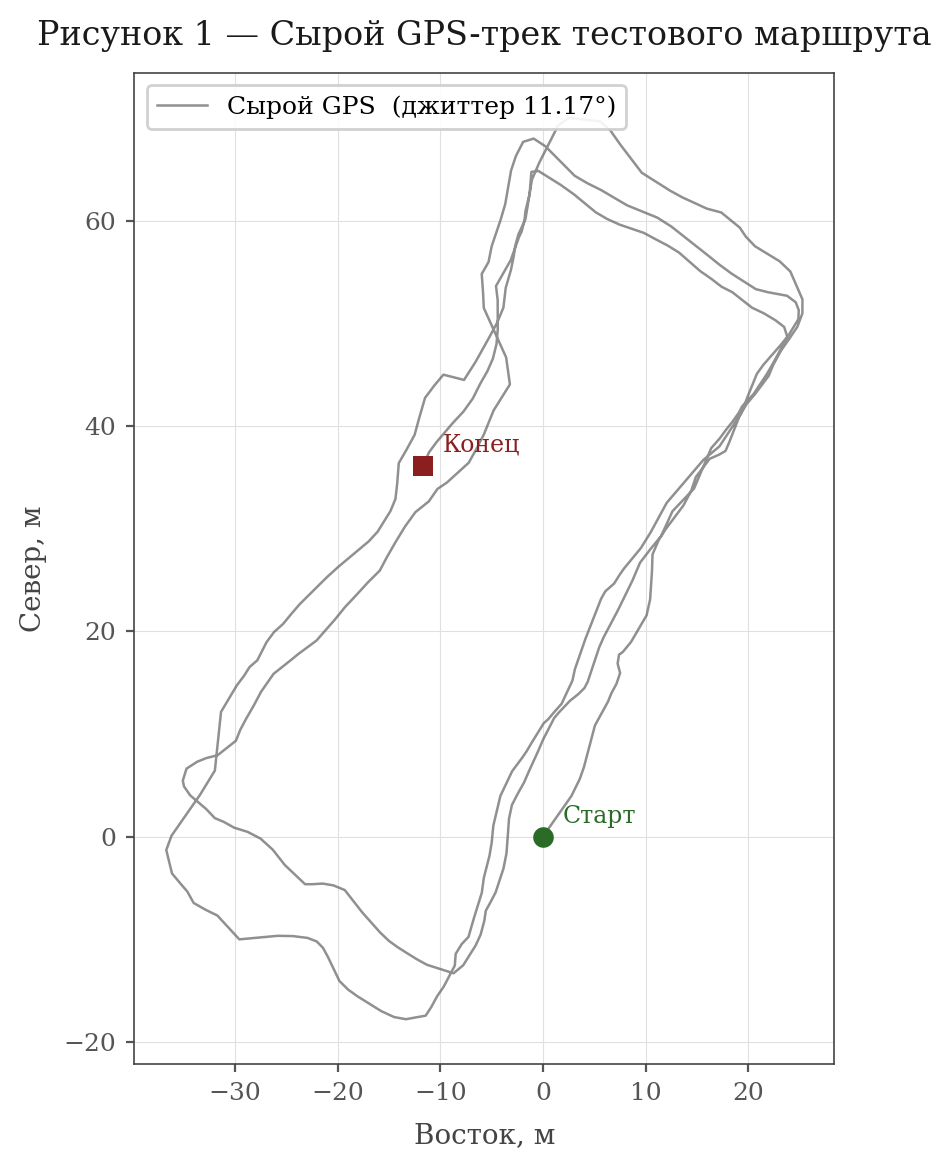 Рисунок 1 — Сырой GPS-трек тестового маршрута
Сырой GPS  (джиттер 11.17°)
60
40
20
0
−20
Север, м
Конец
Старт
−30
−20
−10
0
10
20
Восток, м